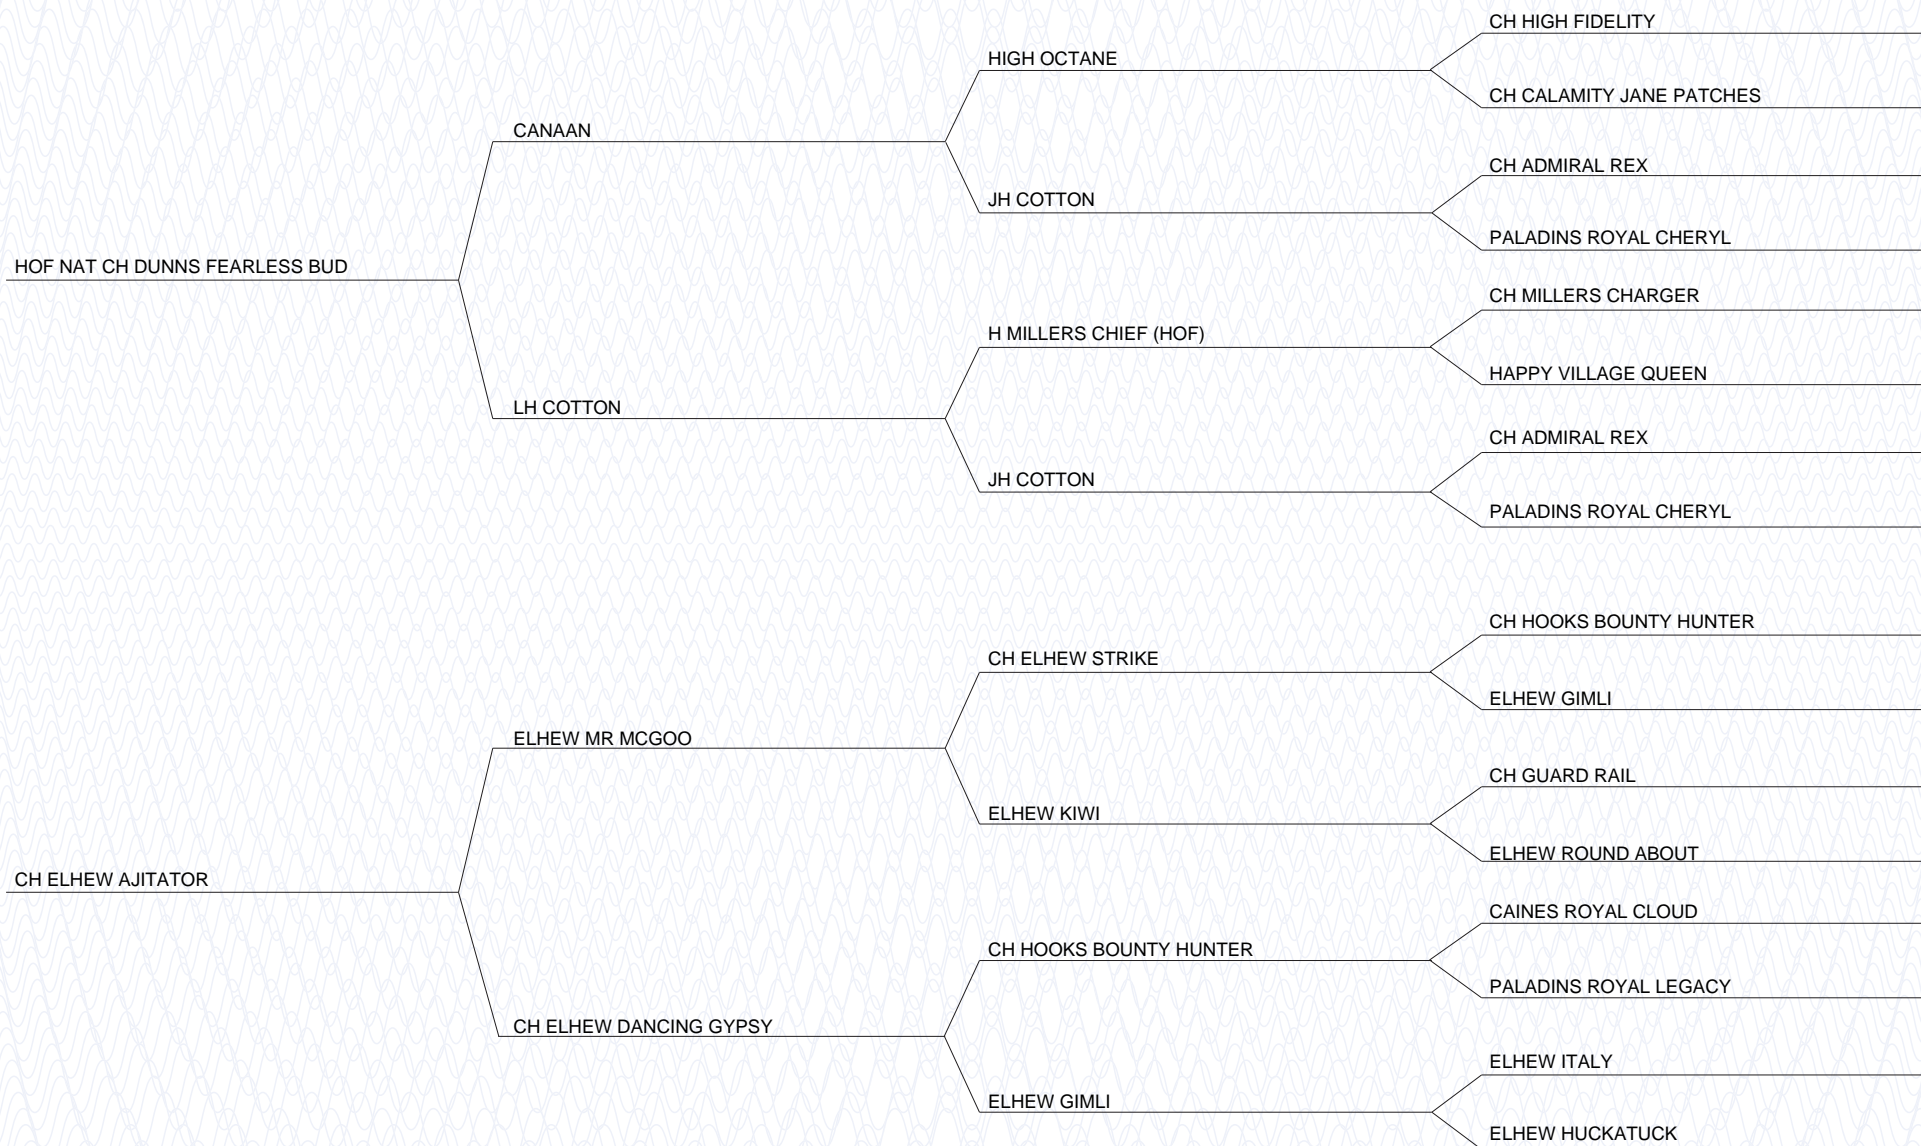 CH HIGH FIDELITY
HIGH OCTANE
CH CALAMITY JANE PATCHES
CANAAN
CH ADMIRAL REX
JH COTTON
PALADINS ROYAL CHERYL
HOF NAT CH DUNNS FEARLESS BUD
CH MILLERS CHARGER
H MILLERS CHIEF (HOF)
HAPPY VILLAGE QUEEN
LH COTTON
CH ADMIRAL REX
JH COTTON
PALADINS ROYAL CHERYL
CH HOOKS BOUNTY HUNTER
CH ELHEW STRIKE
ELHEW GIMLI
ELHEW MR MCGOO
CH GUARD RAIL
ELHEW KIWI
ELHEW ROUND ABOUT
CH ELHEW AJITATOR
CAINES ROYAL CLOUD
CH HOOKS BOUNTY HUNTER
PALADINS ROYAL LEGACY
CH ELHEW DANCING GYPSY
ELHEW ITALY
ELHEW GIMLI
ELHEW HUCKATUCK